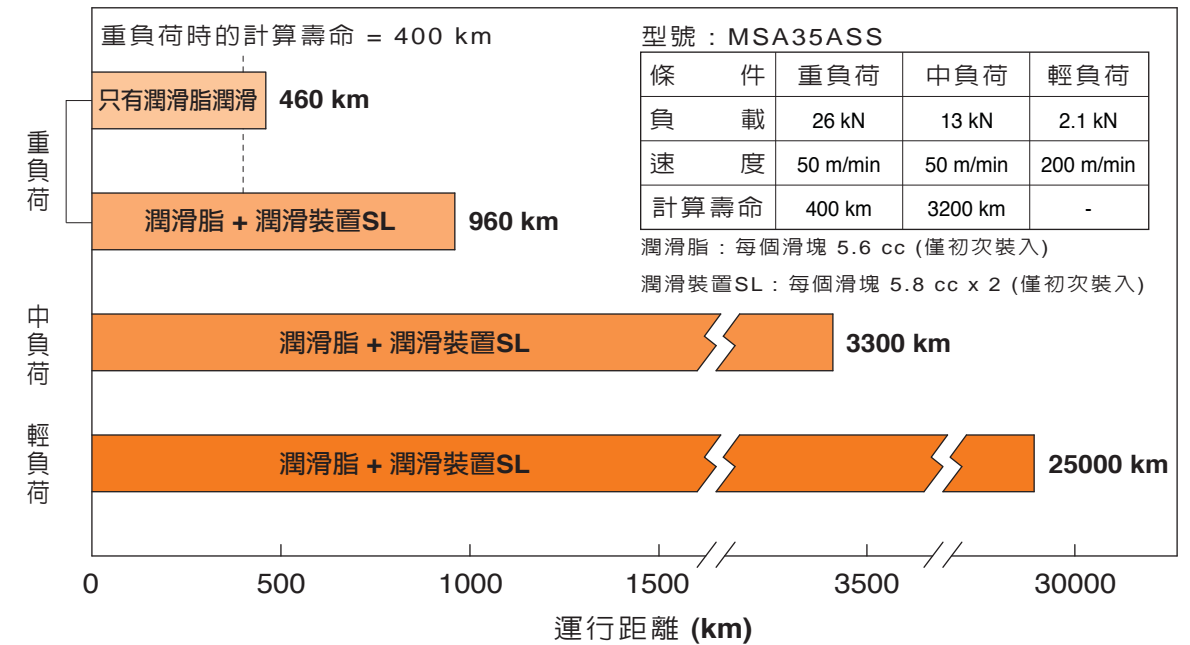 重負荷時的計算壽命 = 400 km
重負荷
只有潤滑脂潤滑 460 km
潤滑脂 + 潤滑裝置SL 960 km
型號 : MSA35ASS
條件 重負荷 中負荷 輕負荷
負載 26 kN 13 kN 2.1 kN
速度 50 m/min 50 m/min 200 m/min
計算壽命 400 km 3200 km -
潤滑脂 : 每個滑塊 5.6 cc (僅初次裝入)
潤滑裝置SL : 每個滑塊 5.8 cc x 2 (僅初次裝入)
中負荷
潤滑脂 + 潤滑裝置SL 3300 km
輕負荷
潤滑脂 + 潤滑裝置SL 25000 km
0 500 1000 1500 3500 30000
運行距離 (km)